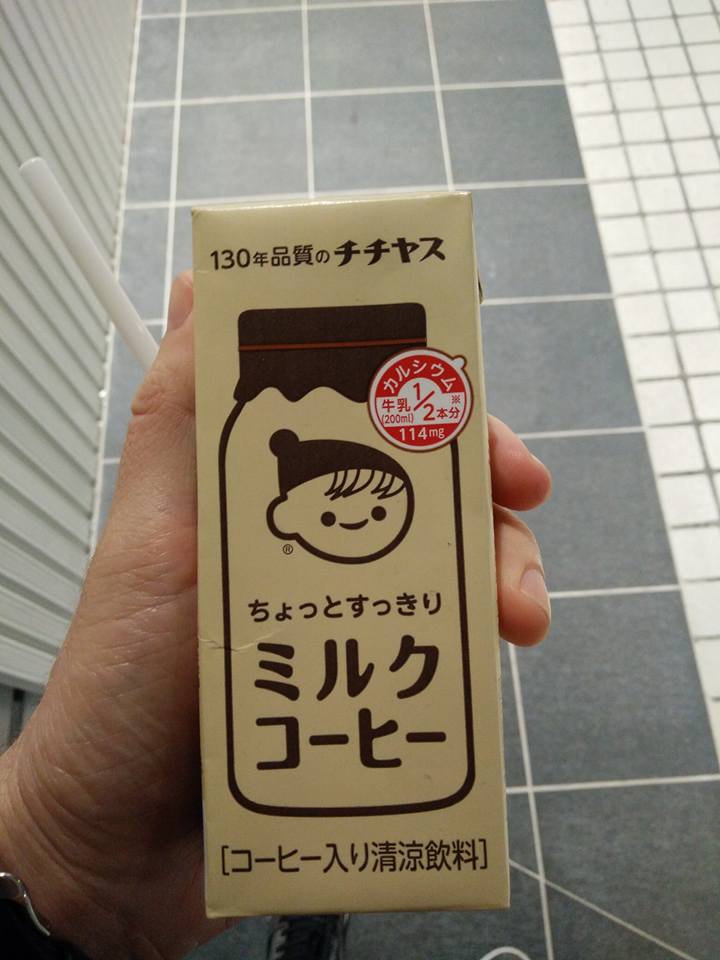 130年品質のチチヤス
カルシウム
牛乳 1/2 ※本分
(200ml)
114mg
®
ちょっとすっきり
ミルク
コーヒー
[コーヒー入り清涼飲料]